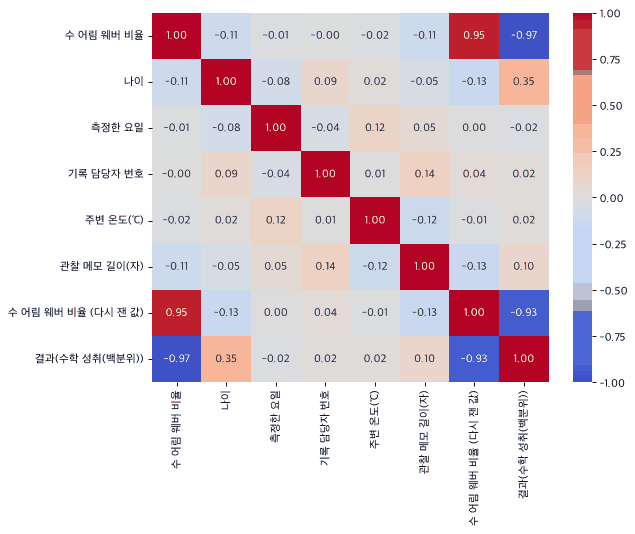 수 어림 웨버 비율 1.00 −0.11 −0.01 −0.00 −0.02 −0.11 0.95 −0.97
나이 −0.11 1.00 −0.08 0.09 0.02 −0.05 −0.13 0.35
측정한 요일 −0.01 −0.08 1.00 −0.04 0.12 0.05 0.00 −0.02
기록 담당자 번호 −0.00 0.09 −0.04 1.00 0.01 0.14 0.04 0.02
주변 온도(℃) −0.02 0.02 0.12 0.01 1.00 −0.12 −0.01 0.02
관찰 메모 길이(자) −0.11 −0.05 0.05 0.14 −0.12 1.00 −0.13 0.10
수 어림 웨버 비율 (다시 잰 값) 0.95 −0.13 0.00 0.04 −0.01 −0.13 1.00 −0.93
결과(수학 성취(백분위)) −0.97 0.35 −0.02 0.02 0.02 0.10 −0.93 1.00
수 어림 웨버 비율
나이
측정한 요일
기록 담당자 번호
주변 온도(℃)
관찰 메모 길이(자)
수 어림 웨버 비율 (다시 잰 값)
결과(수학 성취(백분위))
1.00
0.75
0.50
0.25
0.00
−0.25
−0.50
−0.75
−1.00